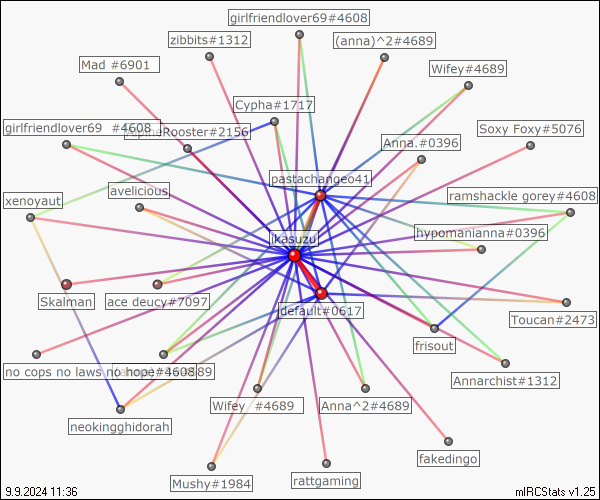 girlfriendlover69#4608
zibbits#1312
(anna)^2#4689
Mad #6901
Wifey#4689
Cypha#1717
girlfriendlover69 #4608
Rooster#2156
Anna.#0396
Soxy Foxy#5076
pastachangeo41
avelicious
xenoyaut
ramshackle gorey#4608
hypomanianna#0396
ikasuzu
Skalman
ace deucy#7097
default#0617
Toucan#2473
frisout
no cops no laws no hope#4608
Annarchist#1312
Wifey #4689
Anna^2#4689
neokingghidorah
fakedingo
Mushy#1984
rattgaming
9.9.2024 11:36
mIRCStats v1.25